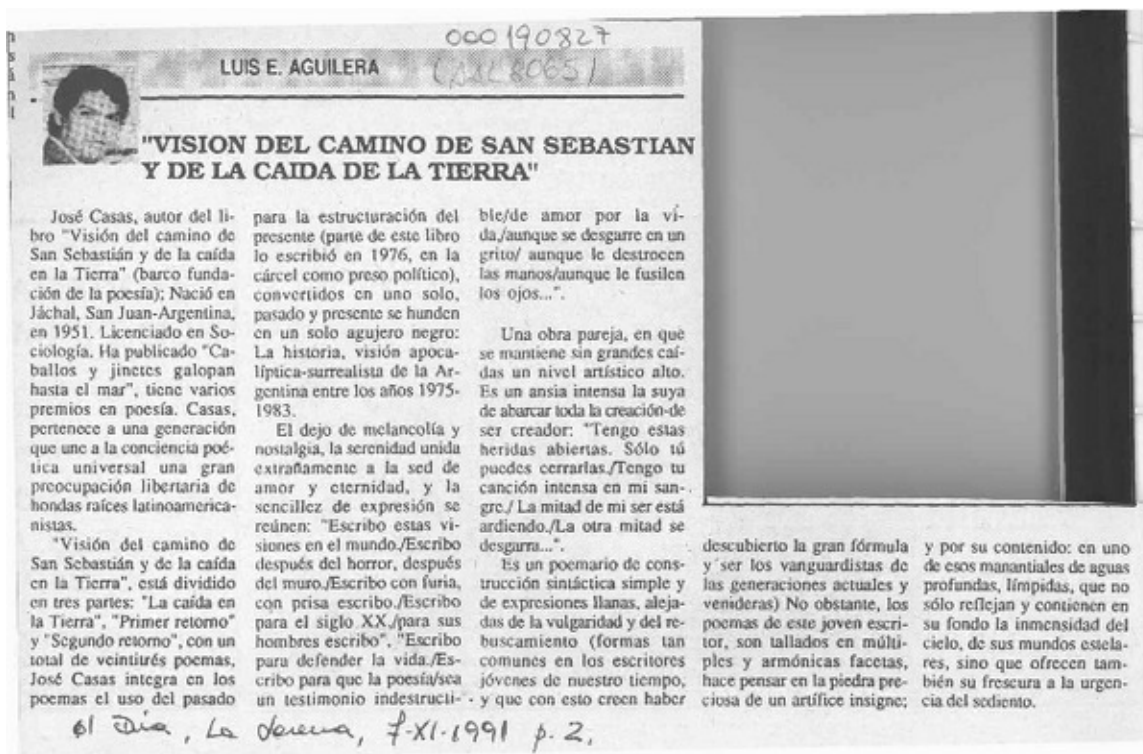 000190827
LUIS E. AGUILERA
"VISION DEL CAMINO DE SAN SEBASTIAN
Y DE LA CAIDA DE LA TIERRA"
José Casas, autor del li-
bro "Visión del camino de
San Sebastián y de la caída
en la Tierra" (barco funda-
ción de la poesía); Nació en
Jáchal, San Juan-Argentina,
en 1951. Licenciado en So-
ciología. Ha publicado "Ca-
ballos y jinetes galopan
hasta el mar", tiene varios
premios en poesía. Casas,
pertenece a una generación
que une a la conciencia poé-
tica universal una gran
preocupación libertaria de
hondas raíces latinoamerica-
nistas.
"Visión del camino de
San Sebastián y de la caída
en la Tierra", está dividido
en tres partes: "La caída en
la Tierra", "Primer retorno"
y "Segundo retorno", con un
total de veintitrés poemas,
José Casas integra en los
poemas el uso del pasado
para la estructuración del
presente (parte de este libro
lo escribió en 1976, en la
cárcel como preso político),
convertidos en uno solo,
pasado y presente se hunden
en un solo agujero negro:
La historia, visión apoca-
líptica-surrealista de la Ar-
gentina entre los años 1975-
1983.
El dejo de melancolía y
nostalgia, la serenidad unida
extrañamente a la sed de
amor y eternidad, y la
sencillez de expresión se
reúnen: "Escribo estas vi-
siones en el mundo./Escribo
después del horror, después
del muro./Escribo con furia,
con prisa escribo./Escribo
para el siglo XX./para sus
hombres escribo". "Escribo
para defender la vida./Es-
cribo para que la poesía/sea
un testimonio indestructi-
ble/de amor por la vi-
da,/aunque se desgarre en un
grito/ aunque le destrocen
las manos/aunque le fusilen
los ojos...".
Una obra pareja, en que
se mantiene sin grandes caí-
das un nivel artístico alto.
Es un ansia intensa la suya
de abarcar toda la creación-de
ser creador: "Tengo estas
heridas abiertas. Sólo tú
puedes cerrarlas./Tengo tu
canción intensa en mi san-
gre./ La mitad de mi ser está
ardiendo./La otra mitad se
desgarra...".
Es un poemario de cons-
trucción sintáctica simple y
de expresiones llanas, aleja-
das de la vulgaridad y del re-
buscamiento (formas tan
comunes en los escritores
jóvenes de nuestro tiempo,
y que con esto creen haber
descubierto la gran fórmula
y ser los vanguardistas de
las generaciones actuales y
venideras) No obstante, los
poemas de este joven escri-
tor, son tallados en múlti-
ples y armónicas facetas,
hace pensar en la piedra pre-
ciosa de un artífice insigne;
y por su contenido: en uno
de esos manantiales de aguas
profundas, límpidas, que no
sólo reflejan y contienen en
su fondo la inmensidad del
cielo, de sus mundos estela-
res, sino que ofrecen tam-
bién su frescura a la urgen-
cia del sediento.
El Día, La Serena, 7-XI-1991 p. 2.